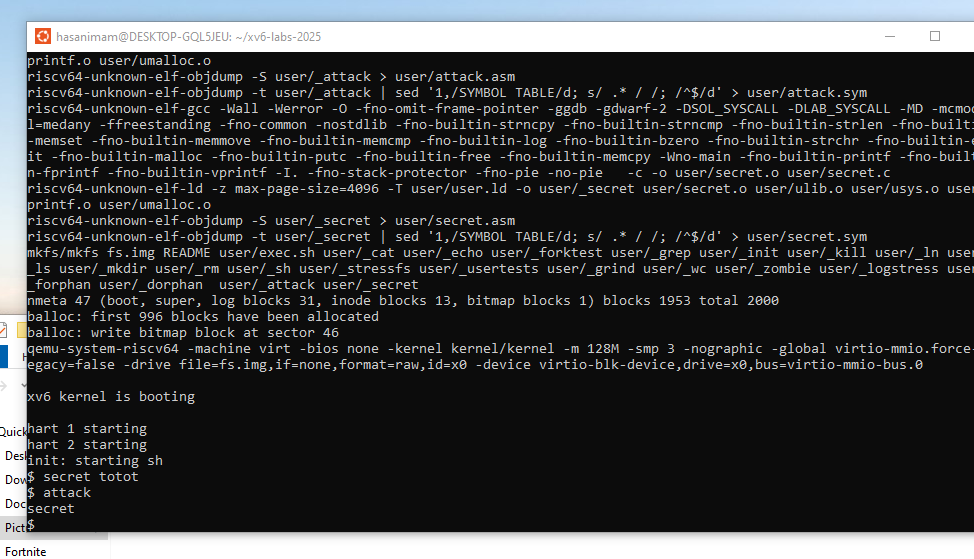 hasanimam@DESKTOP-GQL5JEU: ~/xv6-labs-2025
printf.o user/umalloc.o
riscv64-unknown-elf-objdump -S user/_attack > user/attack.asm
riscv64-unknown-elf-objdump -t user/_attack | sed '1,/SYMBOL TABLE/d; s/ .* / /; /^$/d' > user/attack.sym
riscv64-unknown-elf-gcc -Wall -Werror -O -fno-omit-frame-pointer -ggdb -gdwarf-2 -DSOL_SYSCALL -DLAB_SYSCALL -MD -mcmod
l=medany -ffreestanding -fno-common -nostdlib -fno-builtin-strncpy -fno-builtin-strncmp -fno-builtin-strlen -fno-builti
-memset -fno-builtin-memmove -fno-builtin-memcmp -fno-builtin-log -fno-builtin-bzero -fno-builtin-strchr -fno-builtin-e
it -fno-builtin-malloc -fno-builtin-putc -fno-builtin-free -fno-builtin-memcpy -Wno-main -fno-builtin-printf -fno-built
n-fprintf -fno-builtin-vprintf -I. -fno-stack-protector -fno-pie -no-pie   -c -o user/secret.o user/secret.c
riscv64-unknown-elf-ld -z max-page-size=4096 -T user/user.ld -o user/_secret user/secret.o user/ulib.o user/usys.o user
printf.o user/umalloc.o
riscv64-unknown-elf-objdump -S user/_secret > user/secret.asm
riscv64-unknown-elf-objdump -t user/_secret | sed '1,/SYMBOL TABLE/d; s/ .* / /; /^$/d' > user/secret.sym
mkfs/mkfs fs.img README user/exec.sh user/_cat user/_echo user/_forktest user/_grep user/_init user/_kill user/_ln user
_ls user/_mkdir user/_rm user/_sh user/_stressfs user/_usertests user/_grind user/_wc user/_zombie user/_logstress user
_forphan user/_dorphan  user/_attack user/_secret
nmeta 47 (boot, super, log blocks 31, inode blocks 13, bitmap blocks 1) blocks 1953 total 2000
balloc: first 996 blocks have been allocated
balloc: write bitmap block at sector 46
qemu-system-riscv64 -machine virt -bios none -kernel kernel/kernel -m 128M -smp 3 -nographic -global virtio-mmio.force-
egacy=false -drive file=fs.img,if=none,format=raw,id=x0 -device virtio-blk-device,drive=x0,bus=virtio-mmio-bus.0
xv6 kernel is booting
hart 1 starting
hart 2 starting
init: starting sh
$ secret totot
$ attack
secret
$
Quick
Desk
Dow
Doc
Pict
Fortnite